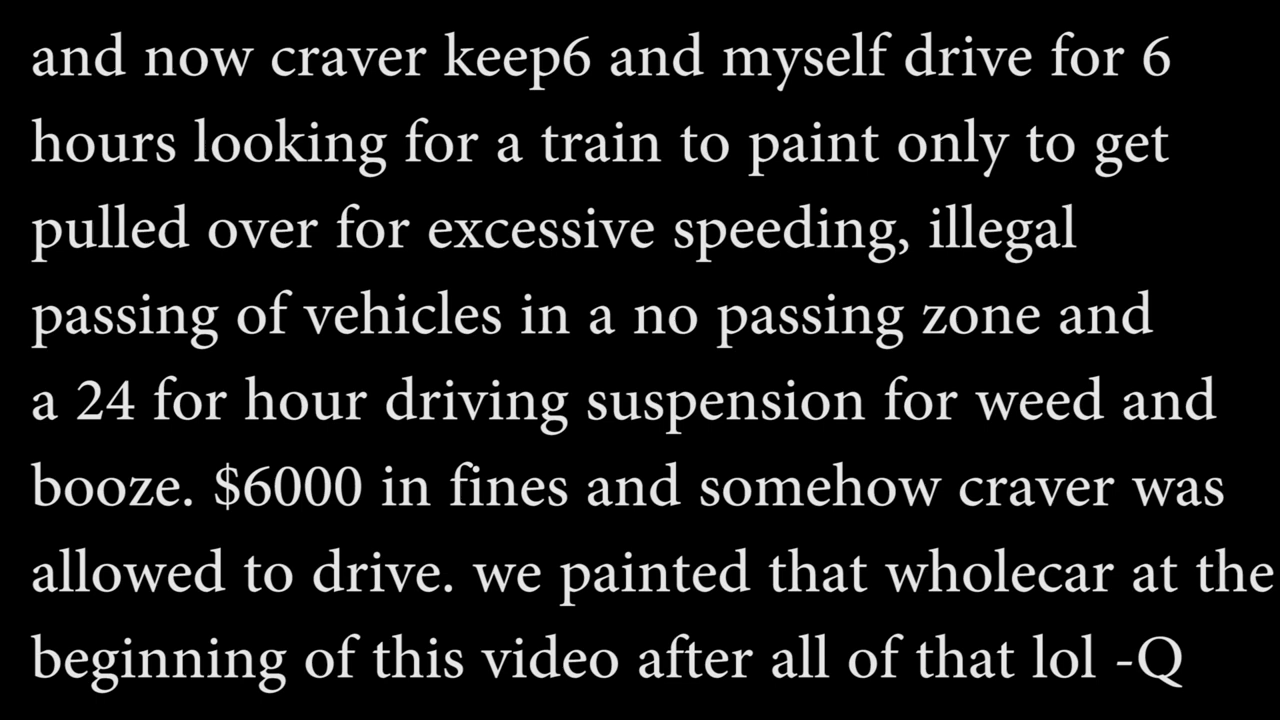 and now craver keep6 and myself drive for 6
hours looking for a train to paint only to get
pulled over for excessive speeding, illegal
passing of vehicles in a no passing zone and
a 24 for hour driving suspension for weed and
booze. $6000 in fines and somehow craver was
allowed to drive. we painted that wholecar at the
beginning of this video after all of that lol -Q